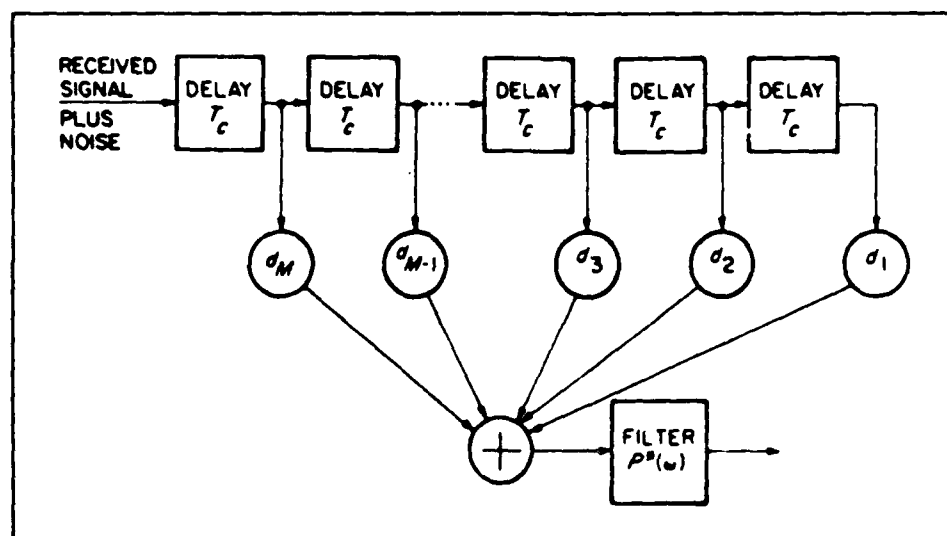 RECEIVED
SIGNAL
PLUS
NOISE
DELAY
T_c
DELAY
T_c
DELAY
T_c
DELAY
T_c
DELAY
T_c
d_M
d_{M-1}
d_3
d_2
d_1
+
FILTER
P*(ω)